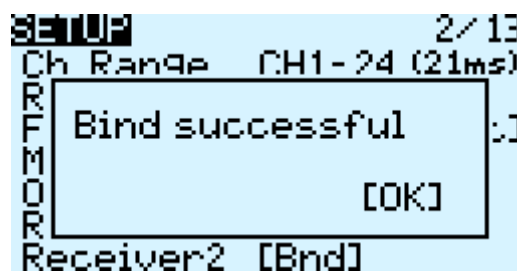 SETUP 2/13
Ch Range CH1-24 (21ms)
R
F Bind successful
M
O [OK]
R
Receiver2 [Bnd]